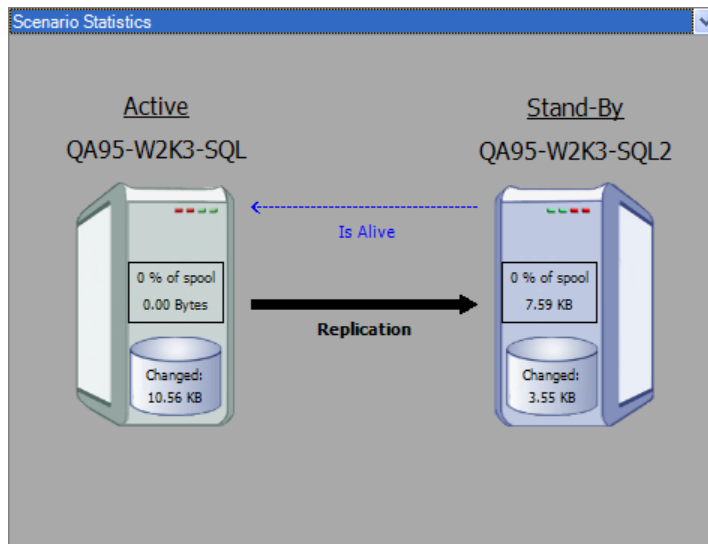 Scenario Statistics
Active
QA95-W2K3-SQL
Stand-By
QA95-W2K3-SQL2
Is Alive
0 % of spool
0.00 Bytes
Replication
0 % of spool
7.59 KB
Changed:
10.56 KB
Changed:
3.55 KB